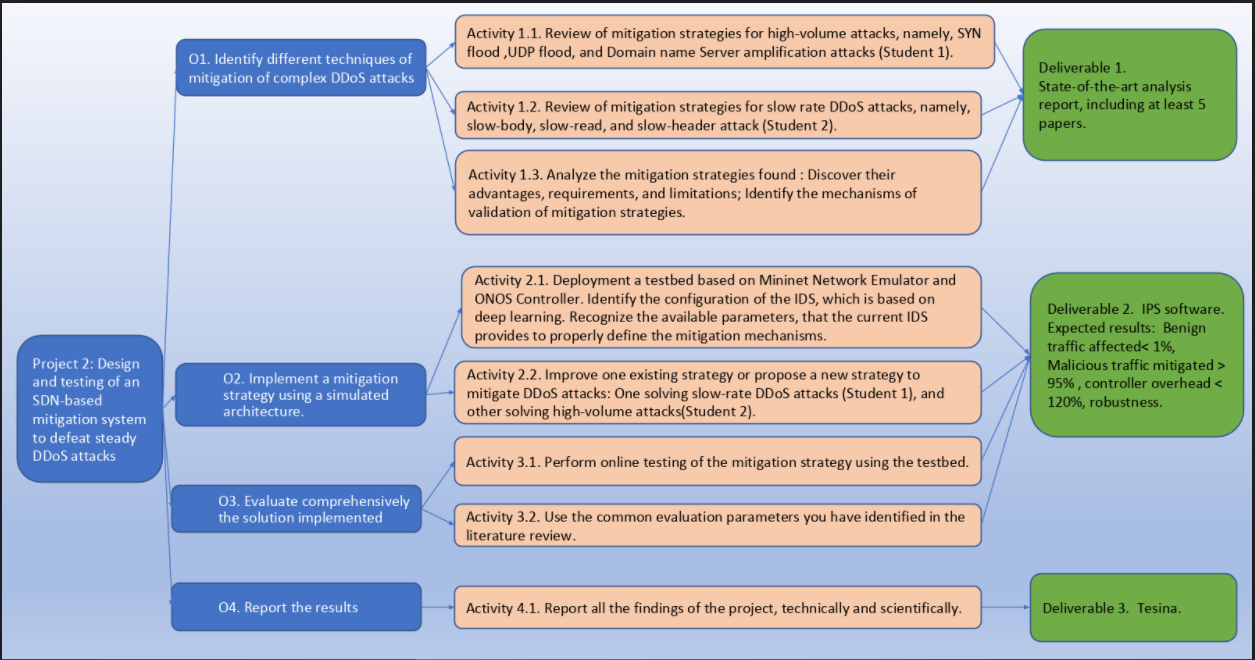 Project 2: Design
and testing of an
SDN-based
mitigation system
to defeat steady
DDoS attacks
O1. Identify different techniques of
mitigation of complex DDoS attacks
Activity 1.1. Review of mitigation strategies for high-volume attacks, namely, SYN
flood ,UDP flood, and Domain name Server amplification attacks (Student 1).
Activity 1.2. Review of mitigation strategies for slow rate DDoS attacks, namely,
slow-body, slow-read, and slow-header attack (Student 2).
Activity 1.3. Analyze the mitigation strategies found : Discover their
advantages, requirements, and limitations; Identify the mechanisms of
validation of mitigation strategies.
Deliverable 1.
State-of-the-art analysis
report, including at least 5
papers.
O2. Implement a mitigation
strategy using a simulated
architecture.
Activity 2.1. Deployment a testbed based on Mininet Network Emulator and
ONOS Controller. Identify the configuration of the IDS, which is based on
deep learning. Recognize the available parameters, that the current IDS
provides to properly define the mitigation mechanisms.
Activity 2.2. Improve one existing strategy or propose a new strategy to
mitigate DDoS attacks: One solving slow-rate DDoS attacks (Student 1), and
other solving high-volume attacks(Student 2).
O3. Evaluate comprehensively
the solution implemented
Activity 3.1. Perform online testing of the mitigation strategy using the testbed.
Activity 3.2. Use the common evaluation parameters you have identified in the
literature review.
Deliverable 2.  IPS software.
Expected results:  Benign
traffic affected< 1%,
Malicious traffic mitigated >
95% , controller overhead <
120%, robustness.
O4. Report the results
Activity 4.1. Report all the findings of the project, technically and scientifically.
Deliverable 3.  Tesina.